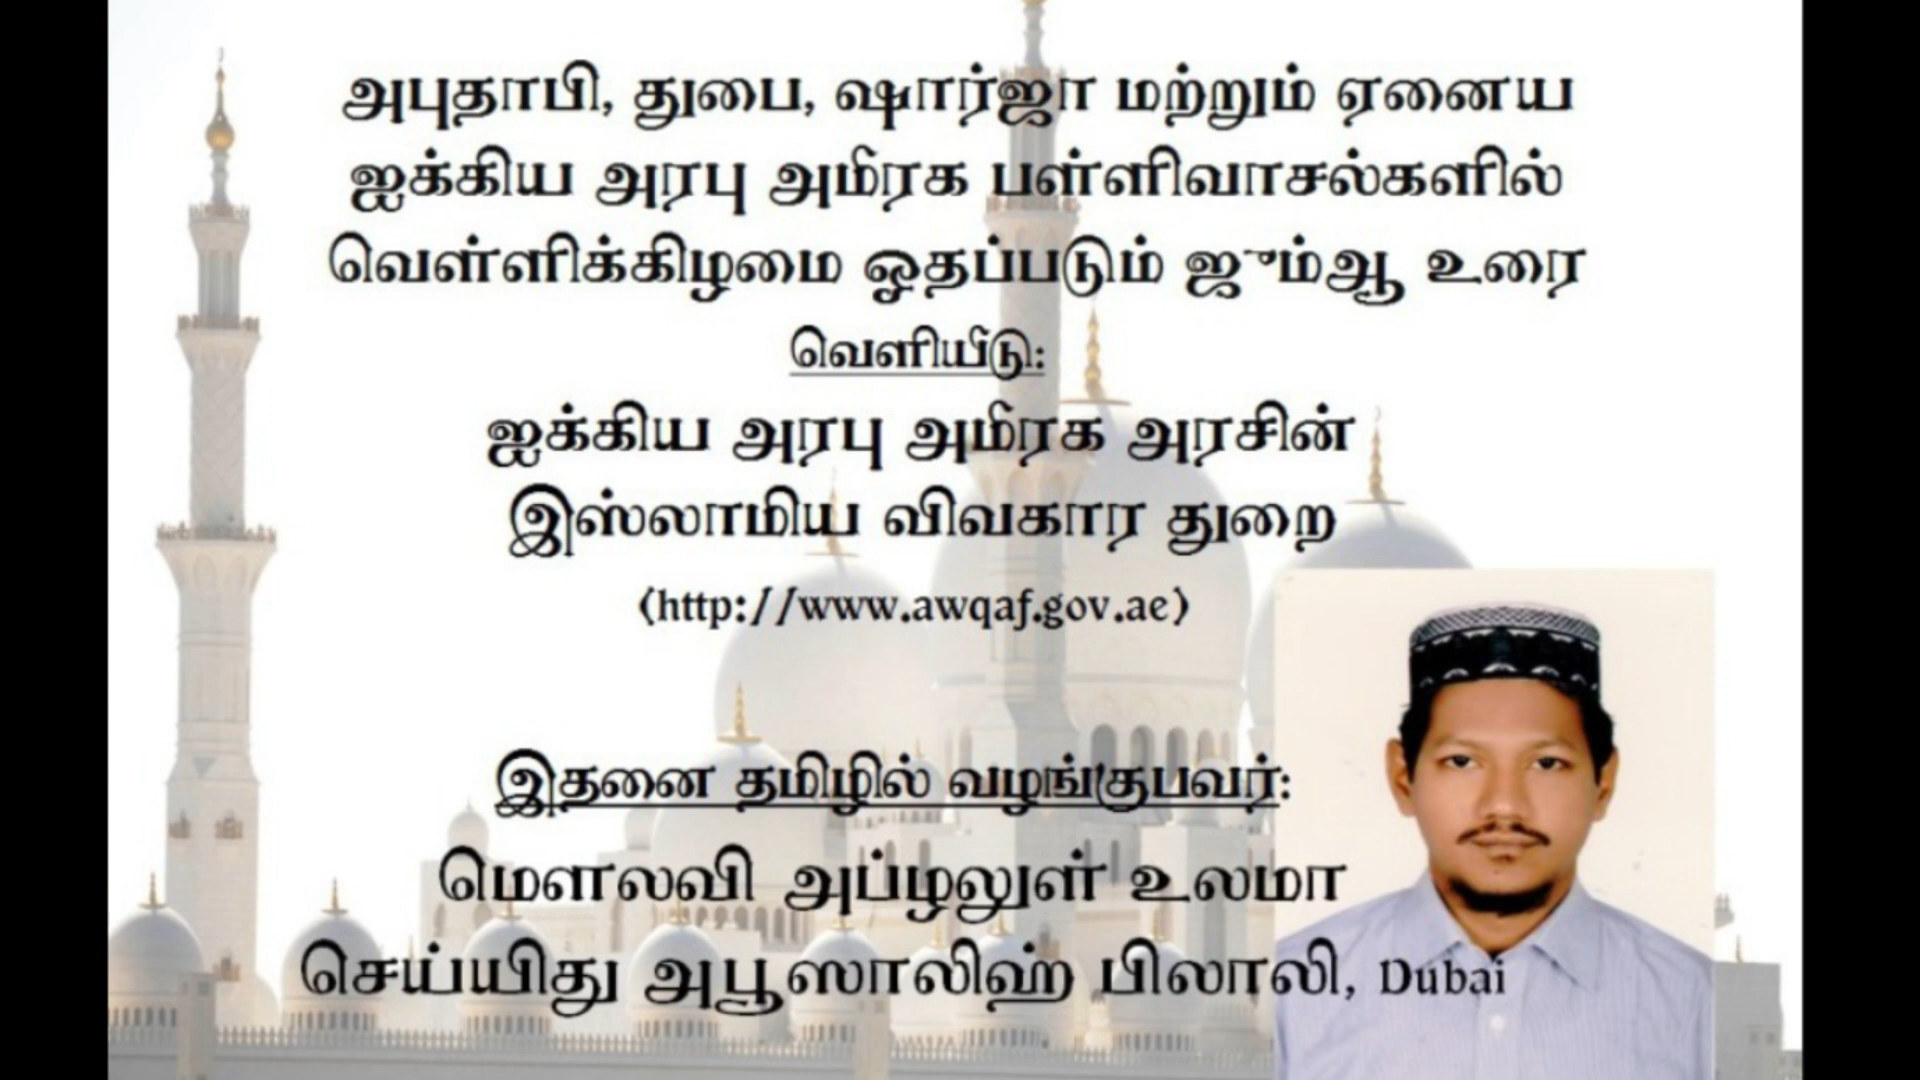 அபுதாபி, துபை, ஷார்ஜா மற்றும் ஏனைய
ஐக்கிய அரபு அமிரக பள்ளிவாசல்களில்
வெள்ளிக்கிழமை ஓதப்படும் ஜும்ஆ உரை
வெளியீடு:
ஐக்கிய அரபு அமிரக அரசின்
இஸ்லாமிய விவகார துறை
(http://www.awqaf.gov.ae)
இதனை தமிழில் வழங்குபவர்:
மௌலவி அப்ழலுள் உலமா
செய்யிது அபூஸாலிஹ் பிலாலி, Dubai